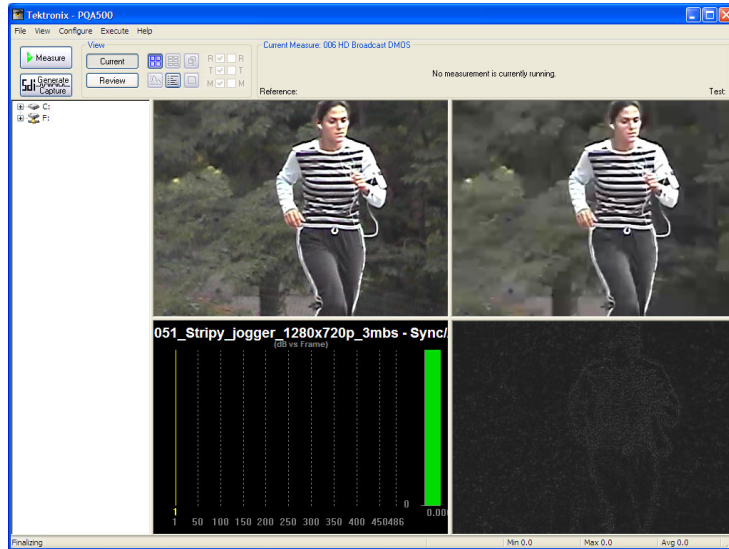 Tektronix - PQA500
File View Configure Execute Help
Measure
View
Current
Review
R R
T T
M M
Generate
Sdi
Capture
Current Measure: 006 HD Broadcast DMOS
No measurement is currently running.
Reference:
Test:
C:
F:
051_Stripy_jogger_1280x720p_3mbs - Sync/
(dB vs Frame)
0
1
1 50 100 150 200 250 300 350 400 450486
0.00
Finalizing
Min 0.0
Max 0.0
Avg 0.0